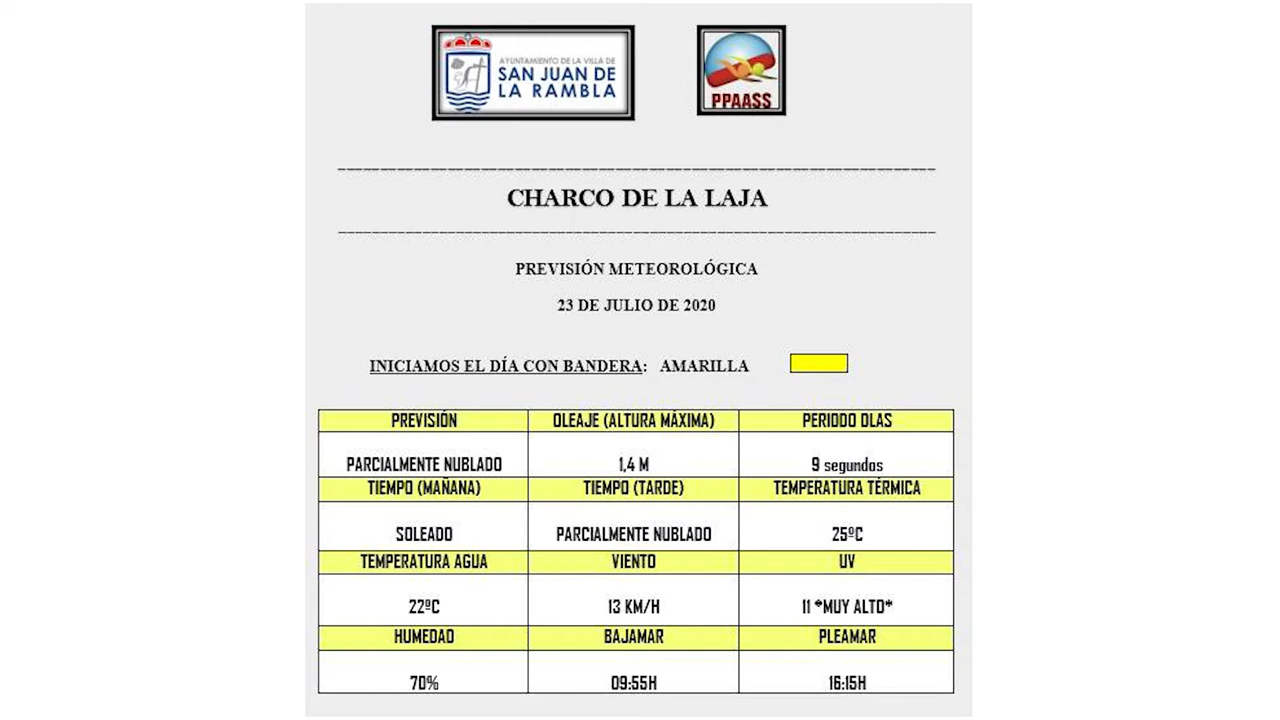 AYUNTAMIENTO DE LA VILLA DE
SAN JUAN DE
LA RAMBLA
PPAASS
CHARCO DE LA LAJA
PREVISIÓN METEOROLÓGICA
23 DE JULIO DE 2020
INICIAMOS EL DÍA CON BANDERA: AMARILLA
PREVISIÓN OLEAJE (ALTURA MÁXIMA) PERIODO OLAS
PARCIALMENTE NUBLADO 1,4 M 9 segundos
TIEMPO (MAÑANA) TIEMPO (TARDE) TEMPERATURA TÉRMICA
SOLEADO PARCIALMENTE NUBLADO 25ºC
TEMPERATURA AGUA VIENTO UV
22ºC 13 KM/H 11 *MUY ALTO*
HUMEDAD BAJAMAR PLEAMAR
70% 09:55H 16:15H